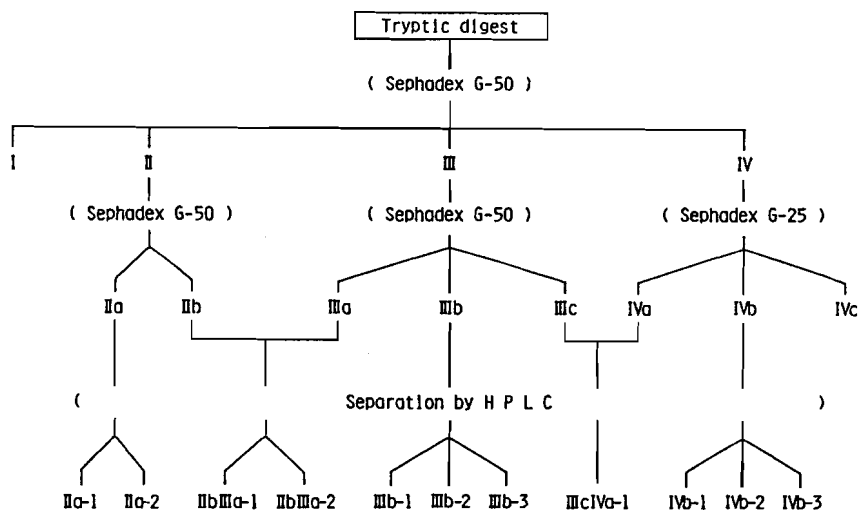 Tryptic digest
( Sephadex G-50 )
I II III IV
( Sephadex G-50 ) ( Sephadex G-50 ) ( Sephadex G-25 )
IIa IIb IIIa IIIb IIIc IVa IVb IVc
( Separation by H P L C )
IIa-1 IIa-2 IIbIIIa-1 IIbIIIa-2 IIIb-1 IIIb-2 IIIb-3 IIIcIVa-1 IVb-1 IVb-2 IVb-3